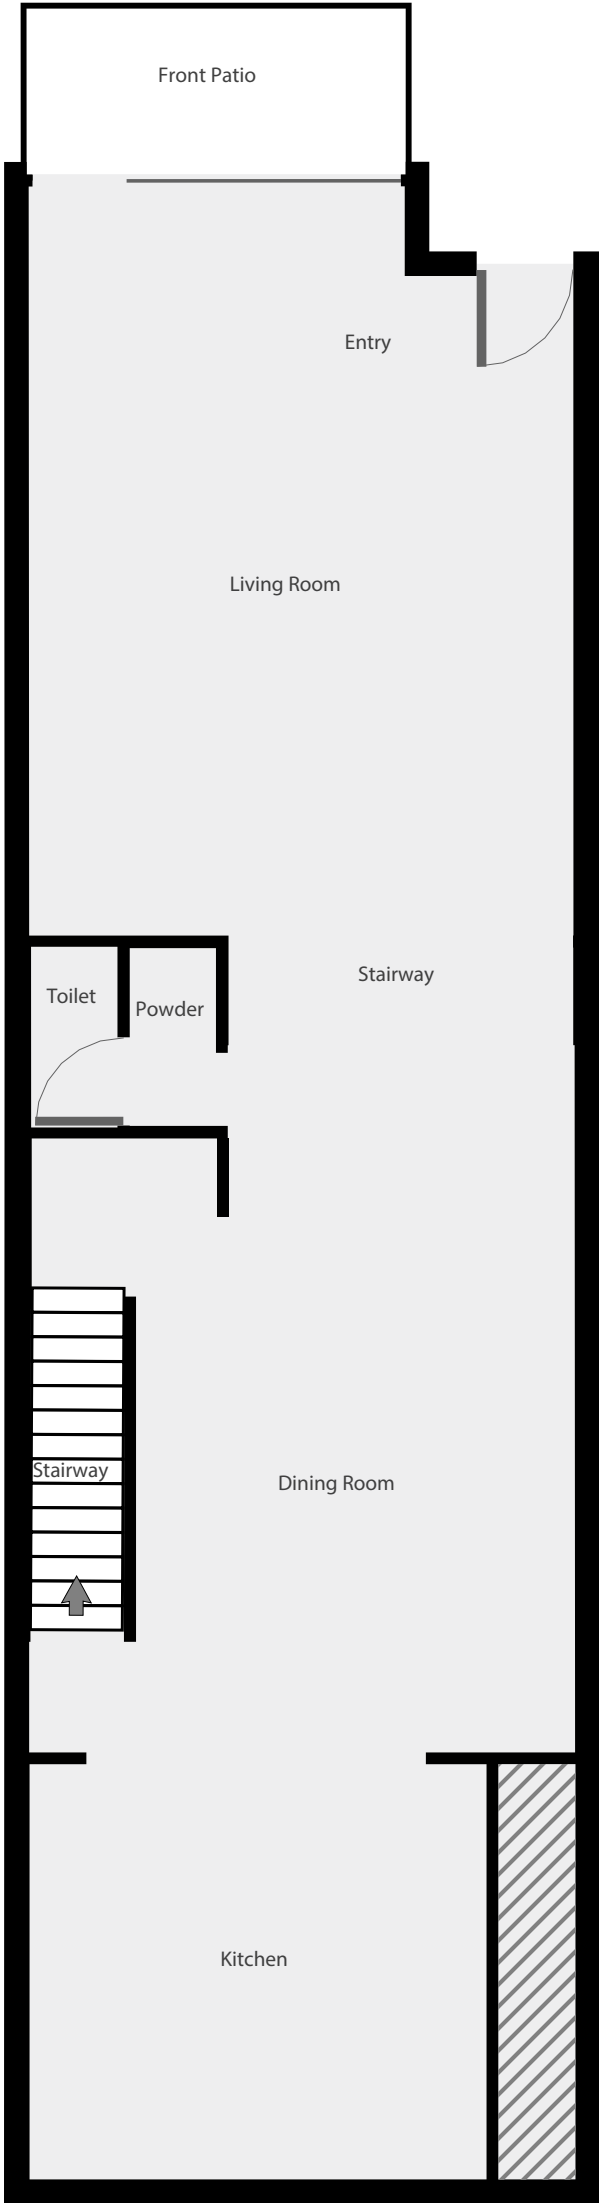 Front Patio
Entry
Living Room
Stairway
Toilet
Powder
Stairway
Dining Room
Kitchen